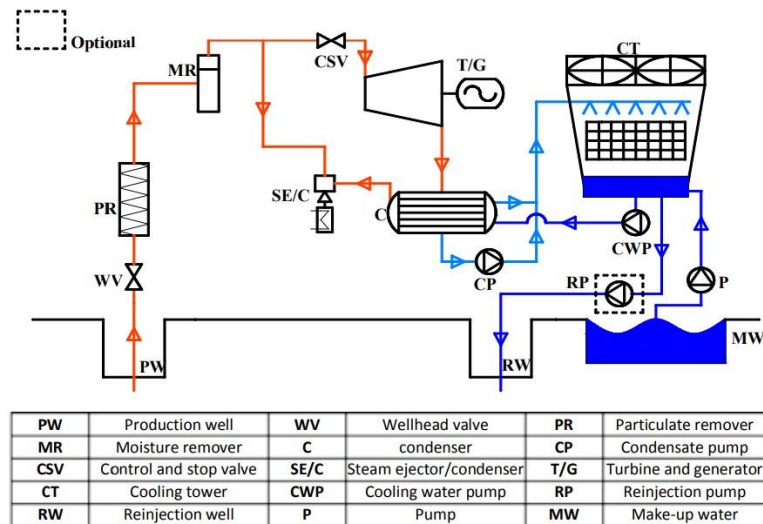 Optional
MR
CSV
T/G
CT
PR
SE/C
C
CWP
WV
CP
RP
P
PW
RW
MW
PW Production well WV Wellhead valve PR Particulate remover
MR Moisture remover C condenser CP Condensate pump
CSV Control and stop valve SE/C Steam ejector/condenser T/G Turbine and generator
CT Cooling tower CWP Cooling water pump RP Reinjection pump
RW Reinjection well P Pump MW Make-up water